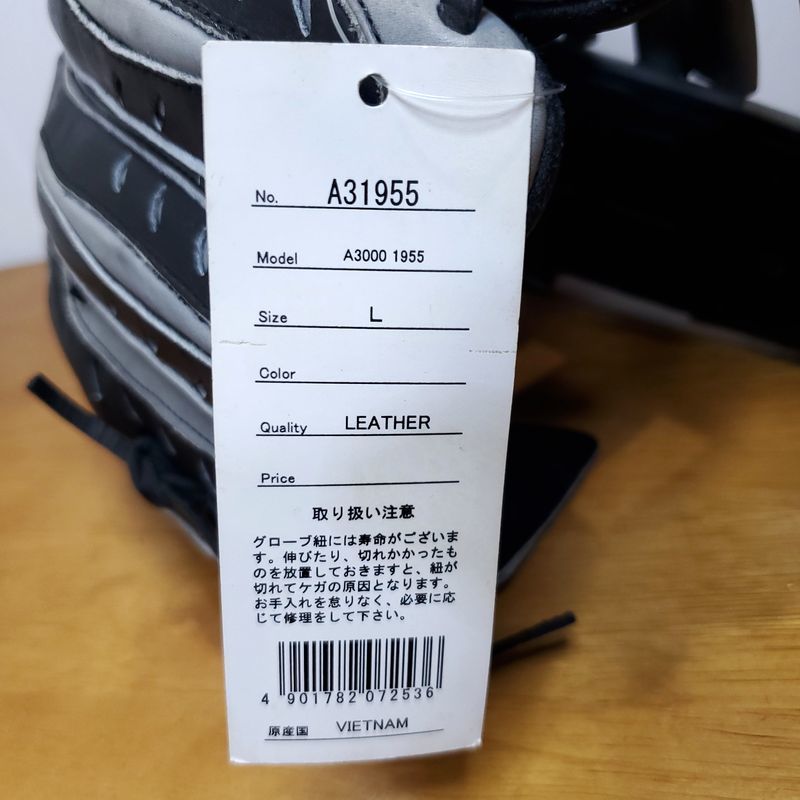 No. A31955
Model A3000 1955
Size L
Color
Quality LEATHER
Price
取り扱い注意
グローブ紐には寿命がございま
す。伸びたり、切れかかったも
のを放置しておきますと、紐が
切れてケガの原因となります。
お手入れを怠りなく、必要に応
じて修理をして下さい。
4 901782 072536
原産国 VIETNAM